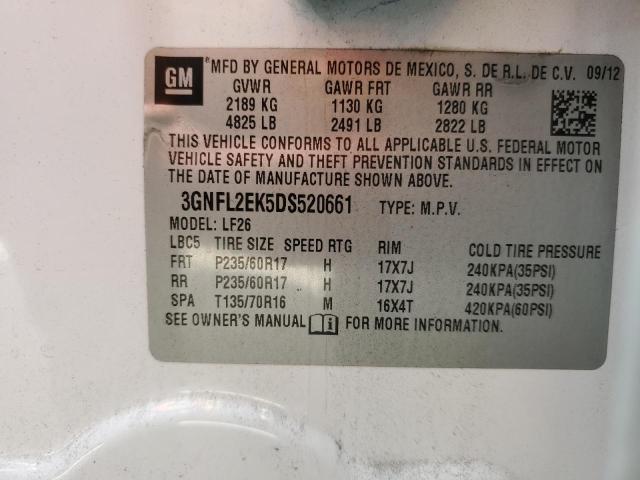 GM ® MFD BY GENERAL MOTORS DE MEXICO, S. DE R.L. DE C.V. 09/12
GVWR GAWR FRT GAWR RR
2189 KG 1130 KG 1280 KG
4825 LB 2491 LB 2822 LB
THIS VEHICLE CONFORMS TO ALL APPLICABLE U.S. FEDERAL MOTOR
VEHICLE SAFETY AND THEFT PREVENTION STANDARDS IN EFFECT ON
THE DATE OF MANUFACTURE SHOWN ABOVE.
3GNFL2EK5DS520661 TYPE: M.P.V.
MODEL: LF26
LBC5 TIRE SIZE SPEED RTG RIM COLD TIRE PRESSURE
FRT P235/60R17 H 17X7J 240KPA(35PSI)
RR P235/60R17 H 17X7J 240KPA(35PSI)
SPA T135/70R16 M 16X4T 420KPA(60PSI)
SEE OWNER'S MANUAL FOR MORE INFORMATION.